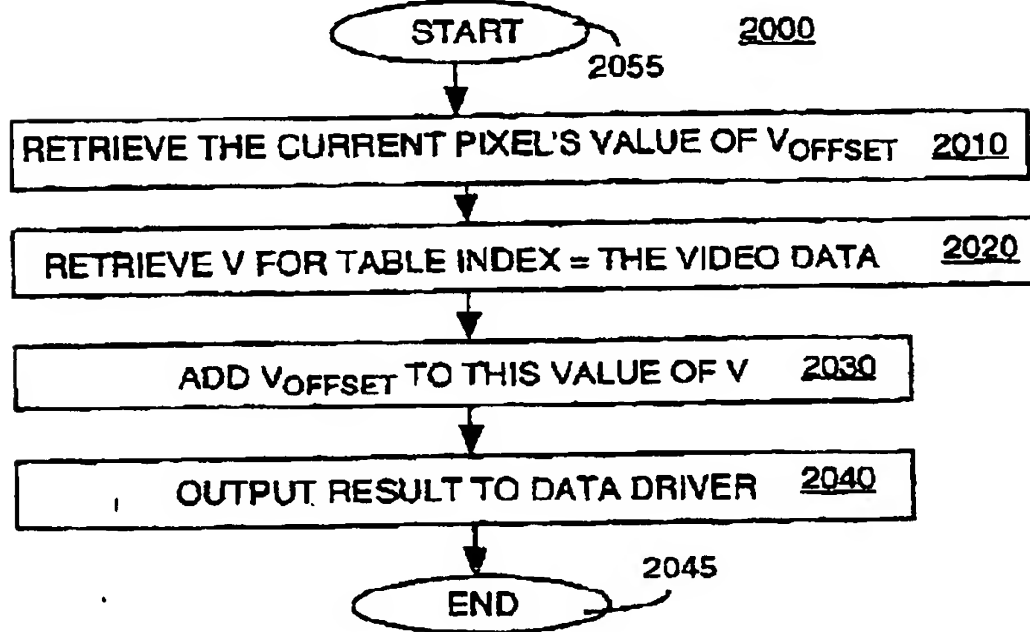 START 2000
2055
RETRIEVE THE CURRENT PIXEL'S VALUE OF VOFFSET 2010
RETRIEVE V FOR TABLE INDEX = THE VIDEO DATA 2020
ADD VOFFSET TO THIS VALUE OF V 2030
OUTPUT RESULT TO DATA DRIVER 2040
2045
END